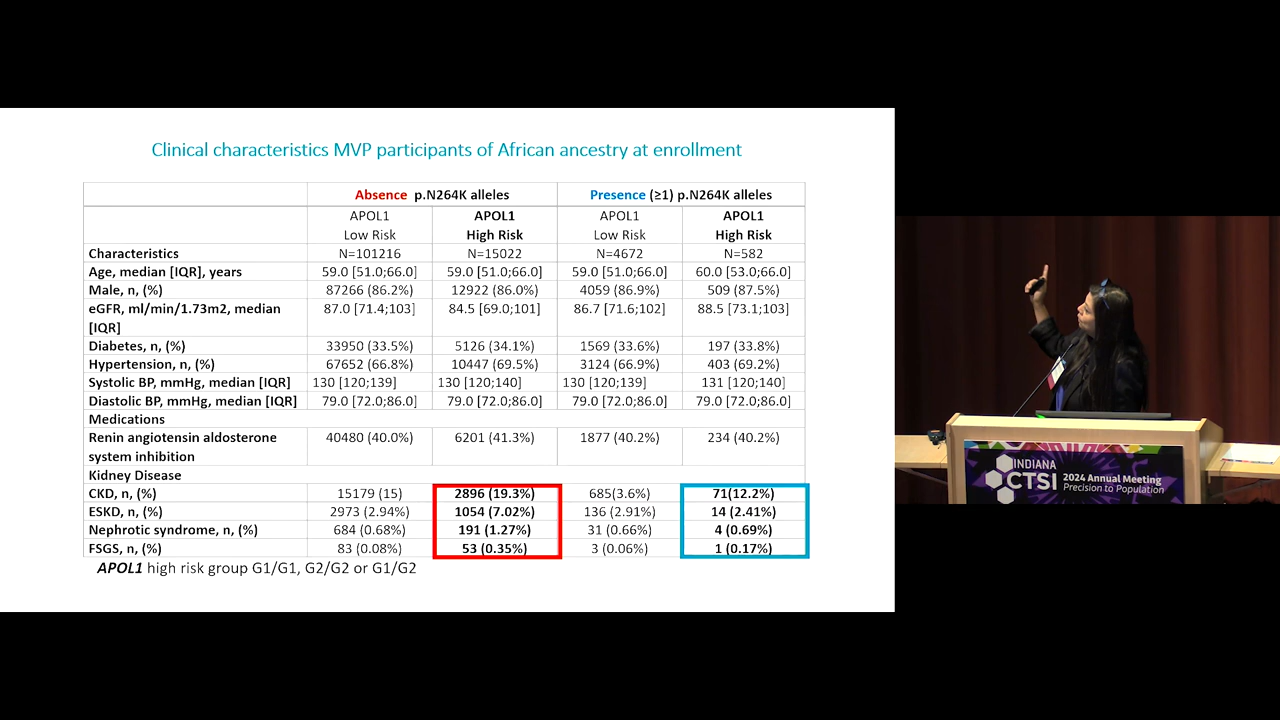 Clinical characteristics MVP participants of African ancestry at enrollment
Absence p.N264K alleles Presence (≥1) p.N264K alleles
APOL1 APOL1 APOL1 APOL1
Low Risk High Risk Low Risk High Risk
Characteristics N=101216 N=15022 N=4672 N=582
Age, median [IQR], years 59.0 [51.0;66.0] 59.0 [51.0;66.0] 59.0 [51.0;66.0] 60.0 [53.0;66.0]
Male, n, (%) 87266 (86.2%) 12922 (86.0%) 4059 (86.9%) 509 (87.5%)
eGFR, ml/min/1.73m2, median 87.0 [71.4;103] 84.5 [69.0;101] 86.7 [71.6;102] 88.5 [73.1;103]
[IQR]
Diabetes, n, (%) 33950 (33.5%) 5126 (34.1%) 1569 (33.6%) 197 (33.8%)
Hypertension, n, (%) 67652 (66.8%) 10447 (69.5%) 3124 (66.9%) 403 (69.2%)
Systolic BP, mmHg, median [IQR] 130 [120;139] 130 [120;140] 130 [120;139] 131 [120;140]
Diastolic BP, mmHg, median [IQR] 79.0 [72.0;86.0] 79.0 [72.0;86.0] 79.0 [72.0;86.0] 79.0 [72.0;86.0]
Medications
Renin angiotensin aldosterone 40480 (40.0%) 6201 (41.3%) 1877 (40.2%) 234 (40.2%)
system inhibition
Kidney Disease
CKD, n, (%) 15179 (15) 2896 (19.3%) 685(3.6%) 71(12.2%)
ESKD, n, (%) 2973 (2.94%) 1054 (7.02%) 136 (2.91%) 14 (2.41%)
Nephrotic syndrome, n, (%) 684 (0.68%) 191 (1.27%) 31 (0.66%) 4 (0.69%)
FSGS, n, (%) 83 (0.08%) 53 (0.35%) 3 (0.06%) 1 (0.17%)
APOL1 high risk group G1/G1, G2/G2 or G1/G2
INDIANA
CTSI
2024 Annual Meeting
Precision to Population